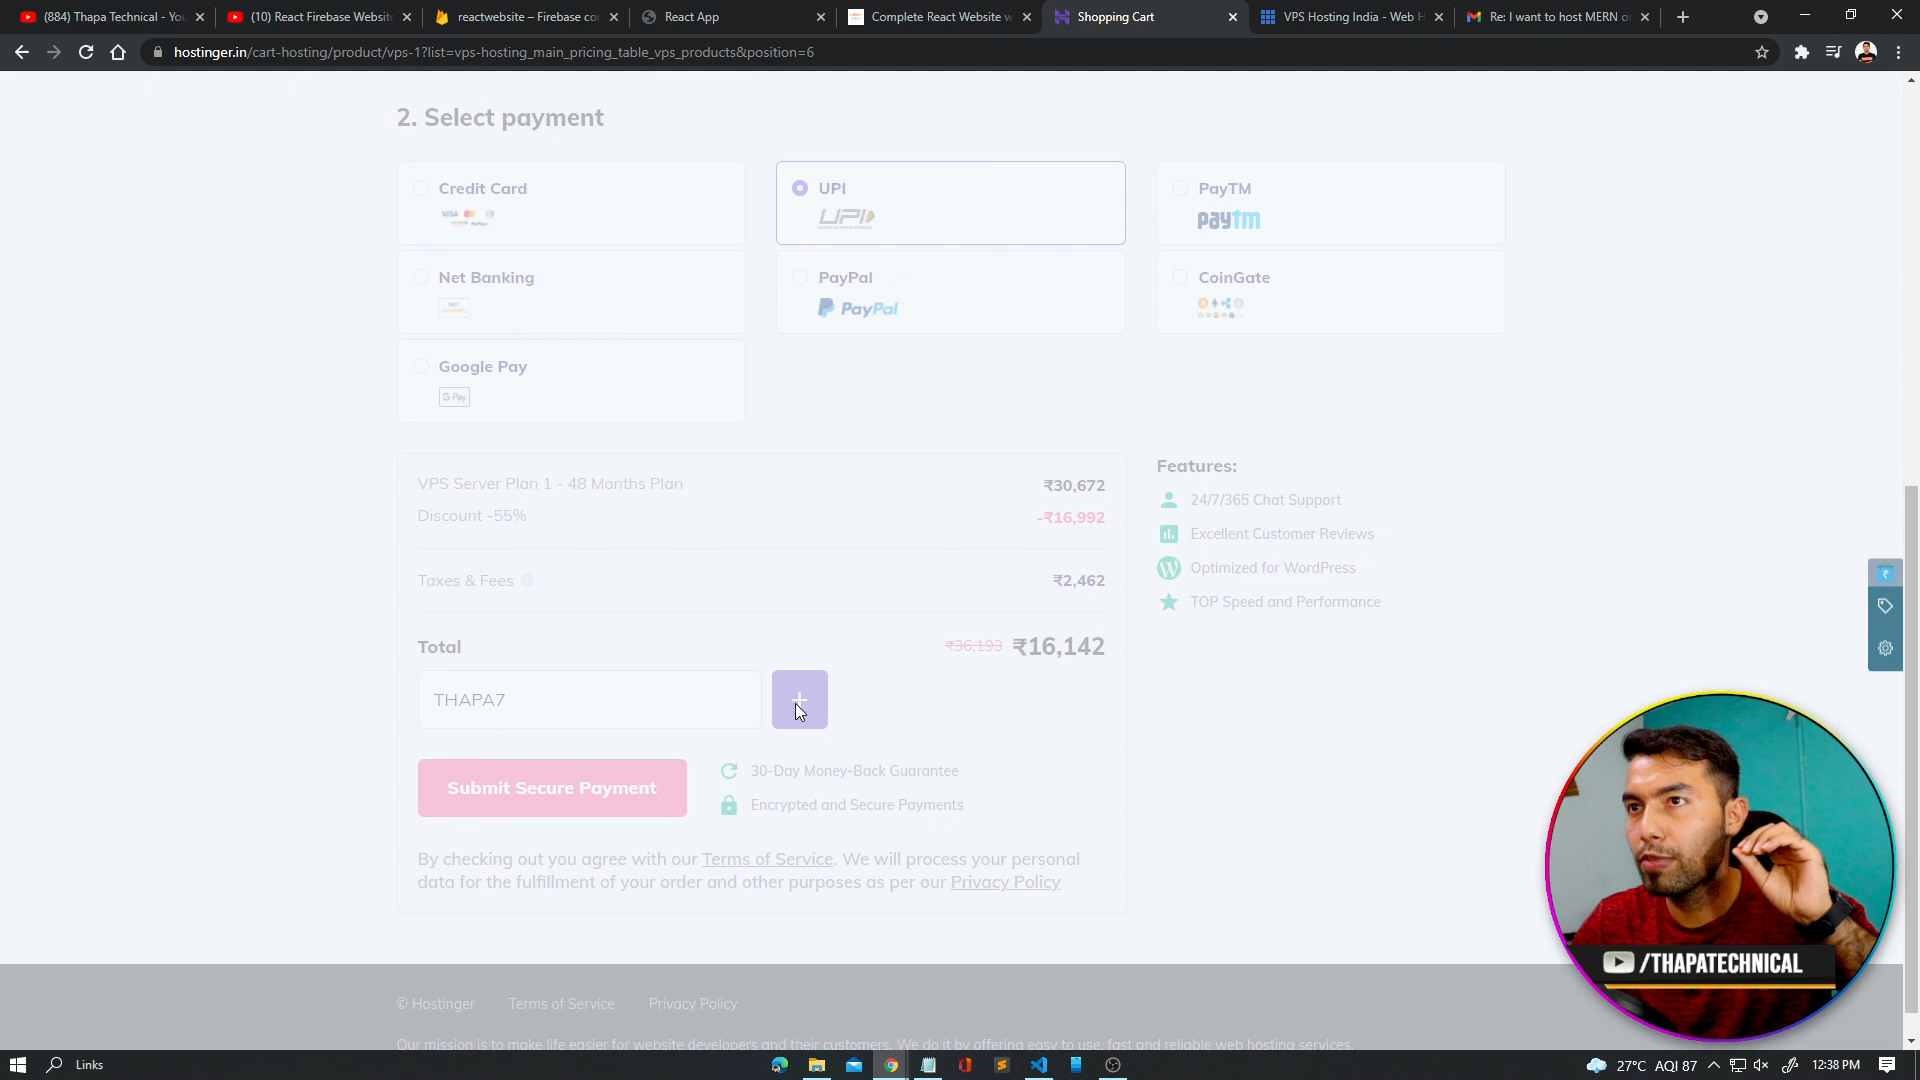 (884) Thapa Technical - You
(10) React Firebase Website
reactwebsite – Firebase co
React App
Complete React Website w
Shopping Cart
VPS Hosting India - Web H
Re: I want to host MERN o
hostinger.in/cart-hosting/product/vps-1?list=vps-hosting_main_pricing_table_vps_products&position=6
2. Select payment
Credit Card
VISA
UPI
UPI
PayTM
paytm
Net Banking
PayPal
PayPal
CoinGate
Google Pay
G Pay
VPS Server Plan 1 - 48 Months Plan ₹30,672
Discount -55% -₹16,992
Taxes & Fees ₹2,462
Total ₹36,193 ₹16,142
THAPA7
+
Submit Secure Payment
30-Day Money-Back Guarantee
Encrypted and Secure Payments
By checking out you agree with our Terms of Service. We will process your personal
data for the fulfillment of your order and other purposes as per our Privacy Policy
Features:
24/7/365 Chat Support
Excellent Customer Reviews
Optimized for WordPress
TOP Speed and Performance
/THAPATECHNICAL
© Hostinger Terms of Service Privacy Policy
Our mission is to make life easier for website developers and their customers. We do it by offering easy to use, fast and reliable web hosting services.
Links
27°C AQI 87
12:38 PM